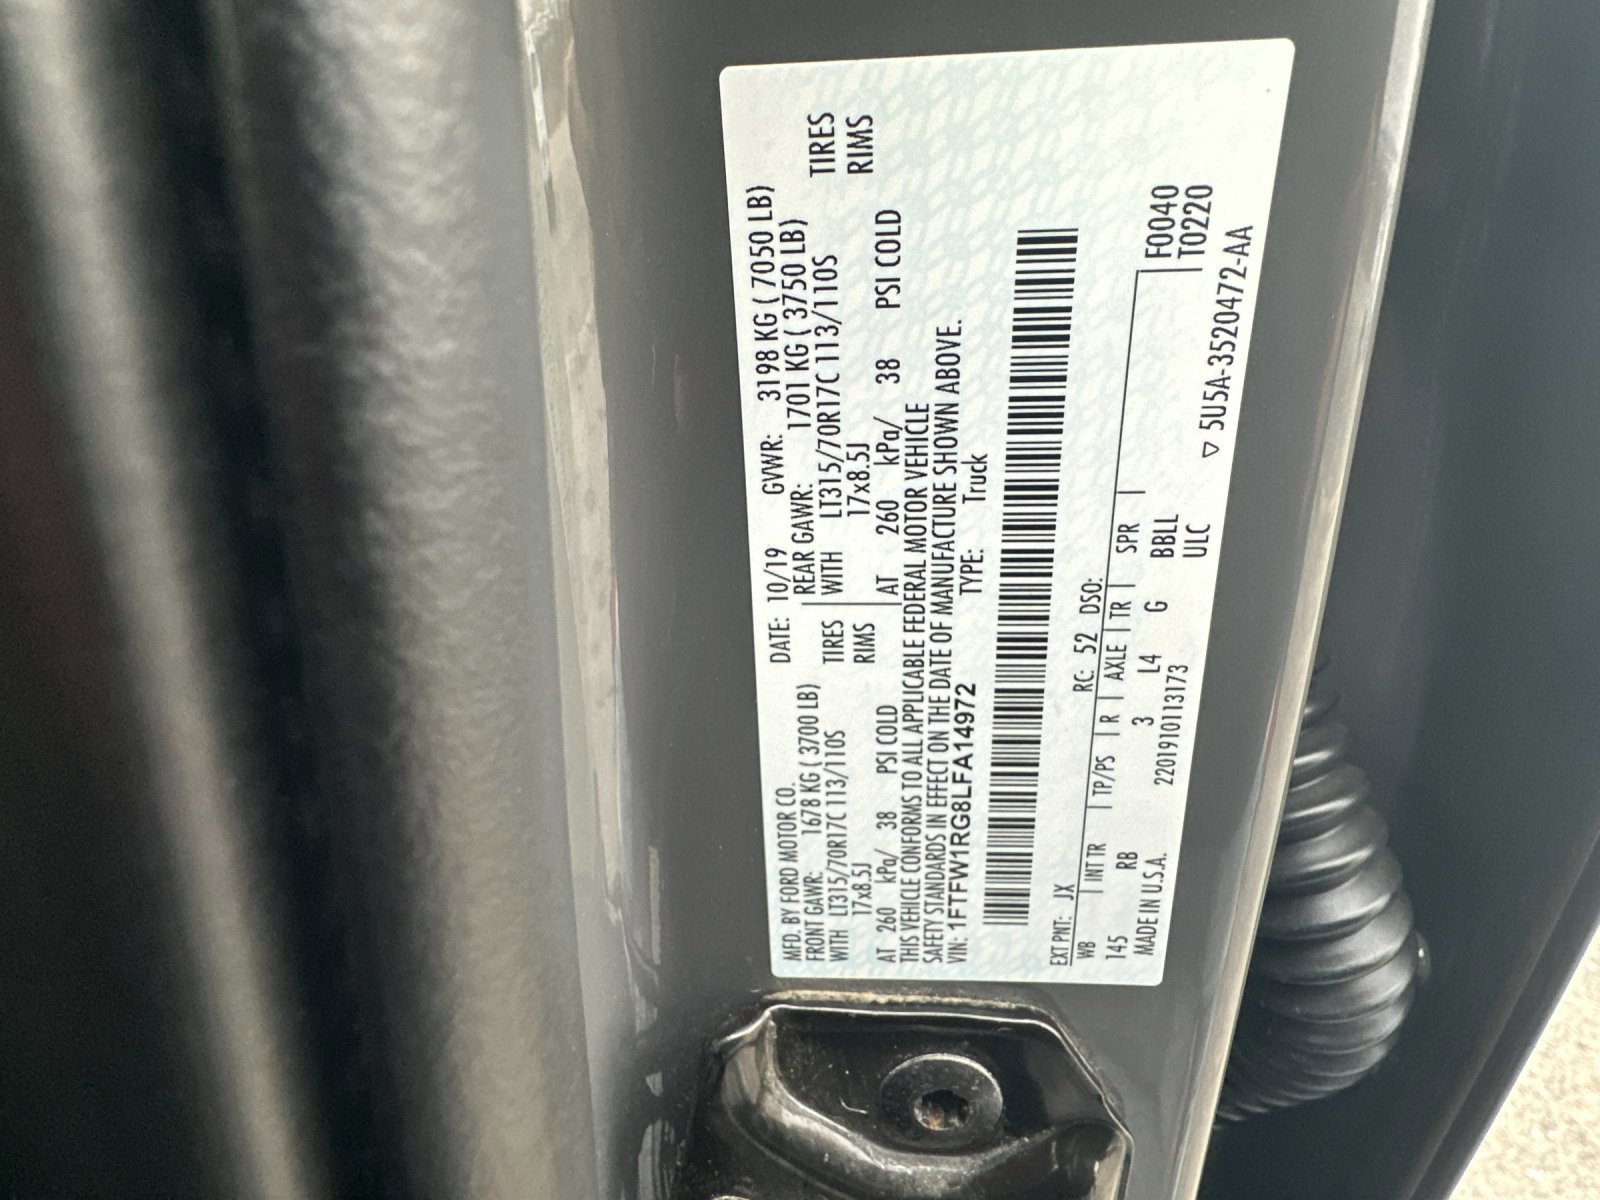 MFD. BY FORD MOTOR CO. DATE: 10/19 GVWR: 3198 KG ( 7050 LB)
FRONT GAWR: 1678 KG ( 3700 LB) REAR GAWR: 1701 KG ( 3750 LB)
WITH LT315/70R17C 113/110S TIRES WITH LT315/70R17C 113/110S TIRES
17x8.5J RIMS 17x8.5J RIMS
AT 260 kPa/ 38 PSI COLD AT 260 kPa/ 38 PSI COLD
THIS VEHICLE CONFORMS TO ALL APPLICABLE FEDERAL MOTOR VEHICLE
SAFETY STANDARDS IN EFFECT ON THE DATE OF MANUFACTURE SHOWN ABOVE.
VIN: 1FTFW1RG8LFA14972 TYPE: Truck
EXT PNT: JX RC: 52 DSO:
WB INT TR TP/PS R AXLE TR SPR F0040
145 RB 3 L4 G BBLL T0220
MADE IN U.S.A. 2201910113173 ULC
▽ 5U5A-3520472-AA